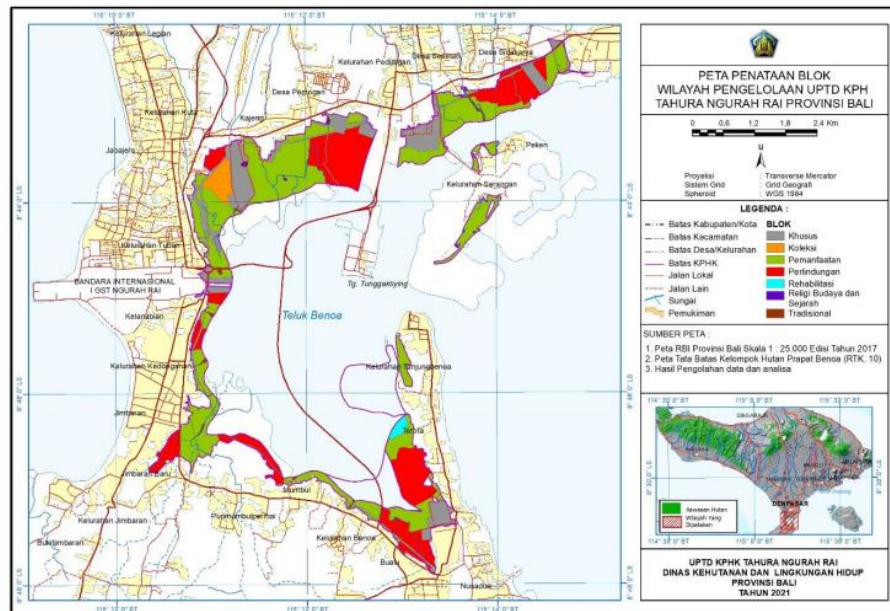 PETA PENATAAN BLOK
WILAYAH PENGELOLAAN UPTD KPH
TAHURA NGURAH RAI PROVINSI BALI
0 0,6 1,2 1,8 2,4 Km
U
Proyeksi : Transverse Mercator
Sistem Grid : Grid Geografi
Spheroid : WGS 1984
LEGENDA :
Batas Kabupaten/Kota
Batas Kecamatan
Batas Desa/Kelurahan
Batas KPHK
Jalan Lokal
Jalan Lain
Sungai
Pemukiman
BLOK
Khusus
Koleksi
Pemanfaatan
Perlindungan
Rehabilitasi
Religi Budaya dan
Sejarah
Tradisional
SUMBER PETA :
1. Peta RBI Provinsi Bali Skala 1 : 25.000 Edisi Tahun 2017
2. Peta Tata Batas Kelompok Hutan Prapat Benoa (RTK. 10)
3. Hasil Pengolahan data dan analisa
SINGARAJA
DENPASAR
Kawasan Hutan
Wilayah Yang
Dipetakan
UPTD KPHK TAHURA NGURAH RAI
DINAS KEHUTANAN DAN LINGKUNGAN HIDUP
PROVINSI BALI
TAHUN 2021
Kelurahan Legian
Kelurahan Pedungan
Desa Sidakarya
Desa Pemogan
Kelurahan Kuta
Kajeng
Jabajero
Peken
Kelurahan Serangan
Kelurahan Tuban
BANDARA INTERNASIONAL
I GST NGURAH RAI
Tg. Tunggaktiying
Kelanabian
Teluk Benoa
Kelurahan Kedonganan
Kelurahan Tanjungbenoa
Jimbaran
Terora
Jimbaran Baru
Mumbul
Kelurahan Jimbaran
Kelurahan Benoa
Bualu
Nusadua